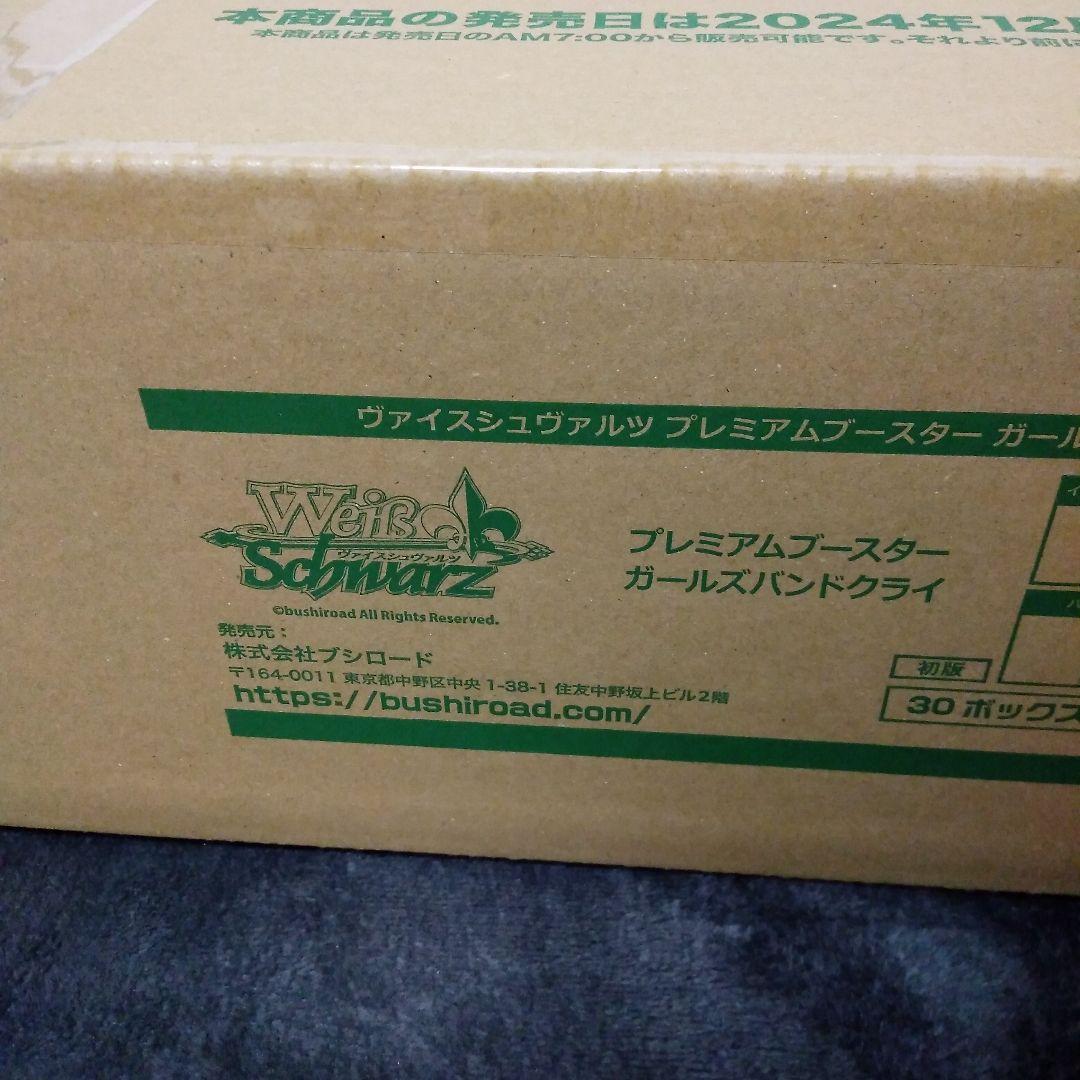 本商品の発売日は2024年12月
本商品は発売日のAM7:00から販売可能です。それより前に
ヴァイスシュヴァルツ プレミアムブースター ガール
Weiß
ヴァイスシュヴァルツ
Schwarz
©bushiroad All Rights Reserved.
プレミアムブースター
ガールズバンドクライ
発売元：
株式会社ブシロード
〒164-0011 東京都中野区中央 1-38-1 住友中野坂上ビル2階
https://bushiroad.com/
初版
30 ボックス